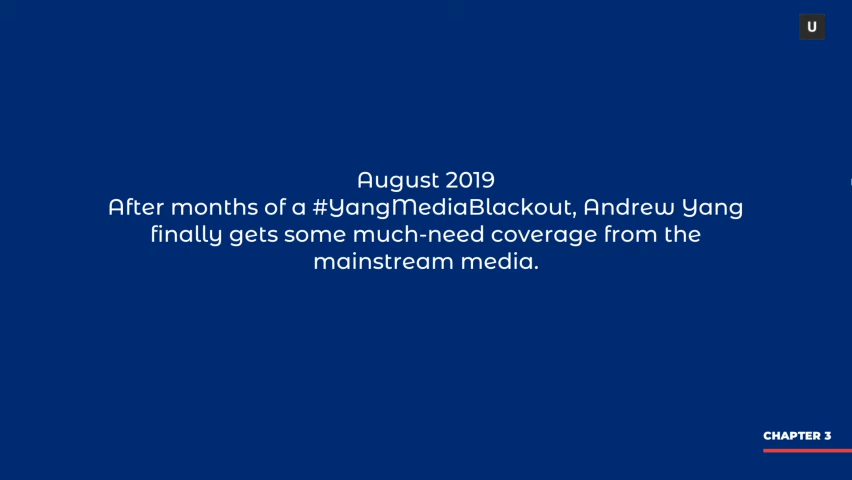 U
August 2019
After months of a #YangMediaBlackout, Andrew Yang
finally gets some much-need coverage from the
mainstream media.
CHAPTER 3